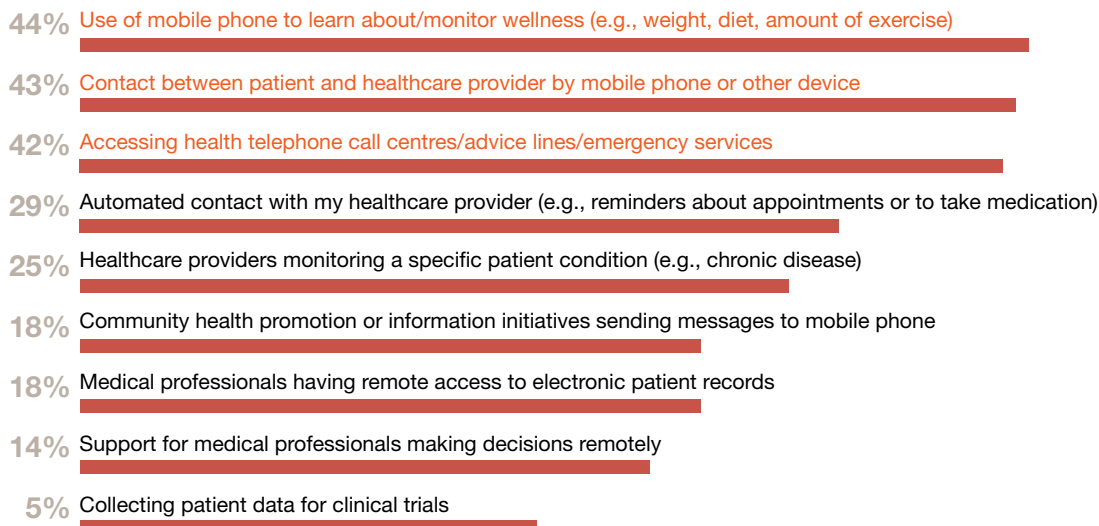 44% Use of mobile phone to learn about/monitor wellness (e.g., weight, diet, amount of exercise)
43% Contact between patient and healthcare provider by mobile phone or other device
42% Accessing health telephone call centres/advice lines/emergency services
29% Automated contact with my healthcare provider (e.g., reminders about appointments or to take medication)
25% Healthcare providers monitoring a specific patient condition (e.g., chronic disease)
18% Community health promotion or information initiatives sending messages to mobile phone
18% Medical professionals having remote access to electronic patient records
14% Support for medical professionals making decisions remotely
5% Collecting patient data for clinical trials